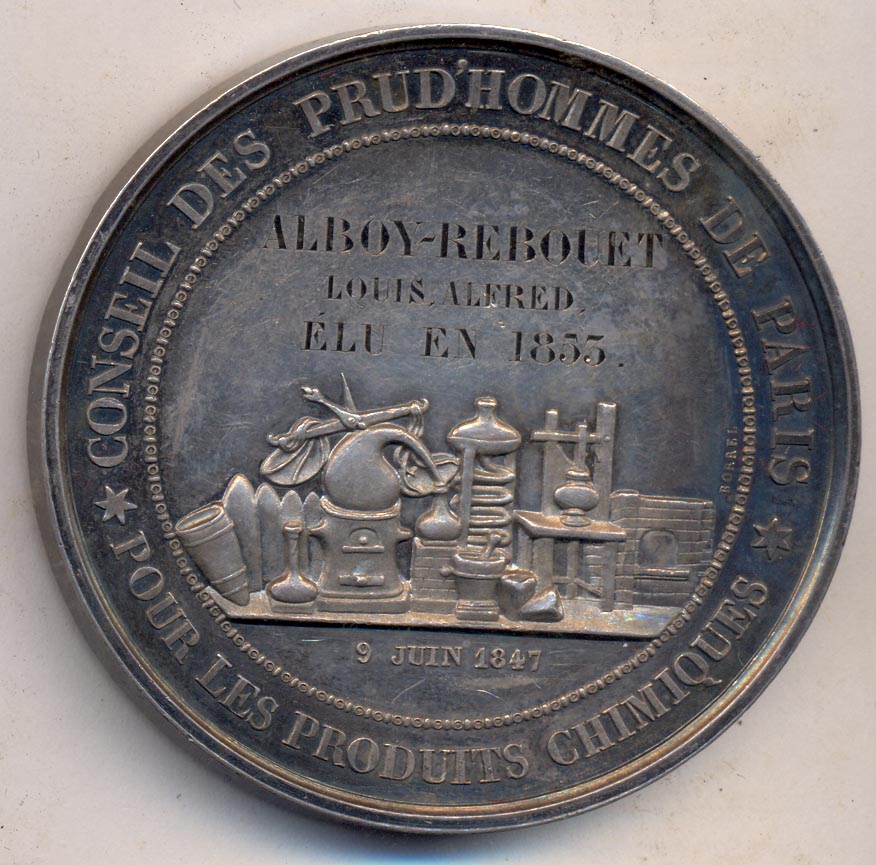 CONSEIL DES PRUD'HOMMES DE PARIS
ALBOY-REBOUET
LOUIS, ALFRED,
ÉLU EN 1853.
BORREL
9 JUIN 1847
POUR LES PRODUITS CHIMIQUES